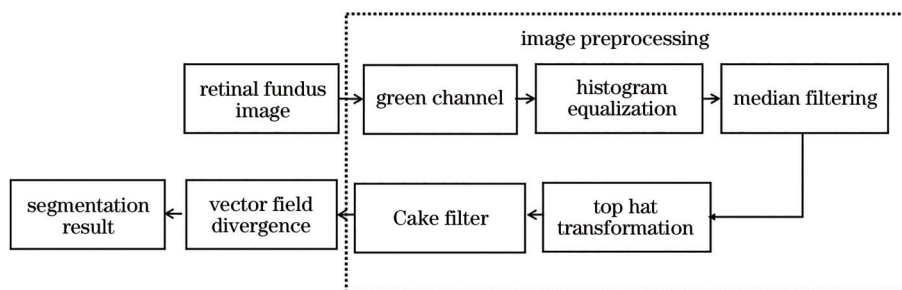 image preprocessing
retinal fundus
image
green channel
histogram
equalization
median filtering
top hat
transformation
Cake filter
vector field
divergence
segmentation
result